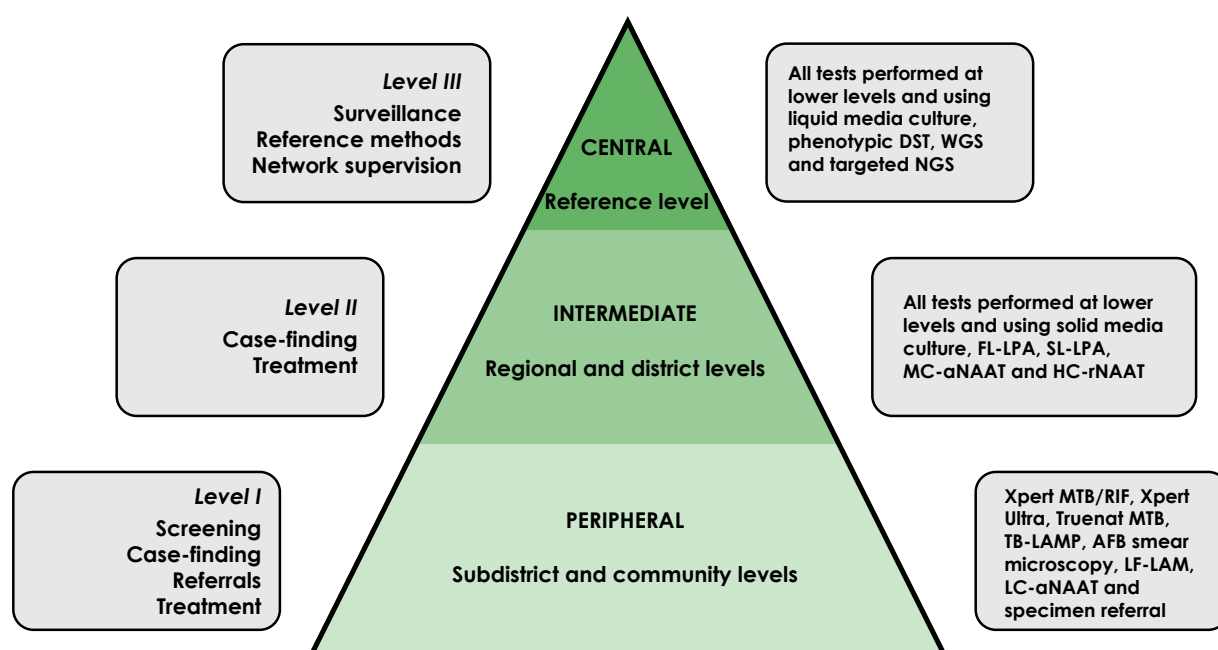 Level III
Surveillance
Reference methods
Network supervision
CENTRAL
Reference level
All tests performed at
lower levels and using
liquid media culture,
phenotypic DST, WGS
and targeted NGS
Level II
Case-finding
Treatment
INTERMEDIATE
Regional and district levels
All tests performed at lower
levels and using solid media
culture, FL-LPA, SL-LPA,
MC-aNAAT and HC-rNAAT
Level I
Screening
Case-finding
Referrals
Treatment
PERIPHERAL
Subdistrict and community levels
Xpert MTB/RIF, Xpert
Ultra, Truenat MTB,
TB-LAMP, AFB smear
microscopy, LF-LAM,
LC-aNAAT and
specimen referral